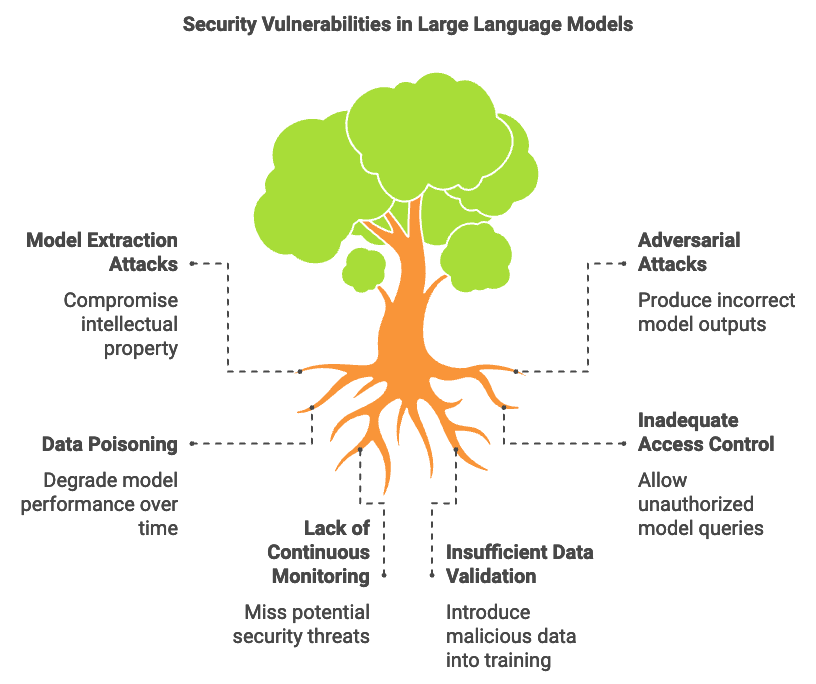 Security Vulnerabilities in Large Language Models
Model Extraction
Attacks
Compromise
intellectual
property
Adversarial
Attacks
Produce incorrect
model outputs
Data Poisoning
Degrade model
performance over
time
Inadequate
Access Control
Allow
unauthorized
model queries
Lack of
Continuous
Monitoring
Miss potential
security threats
Insufficient Data
Validation
Introduce
malicious data
into training